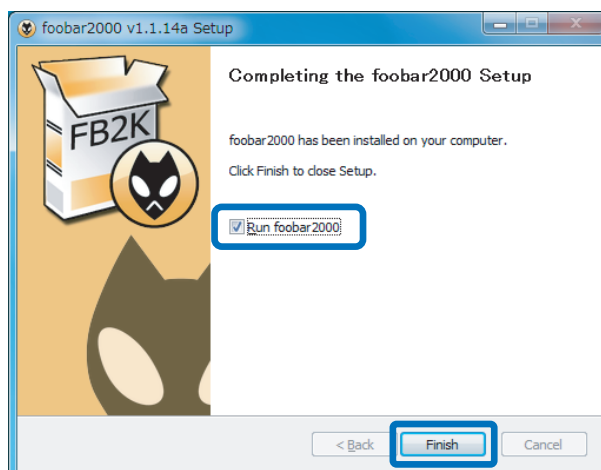 foobar2000 v1.1.14a Setup
FB2K
Completing the foobar2000 Setup
foobar2000 has been installed on your computer.
Click Finish to close Setup.
Run foobar2000
< Back
Finish
Cancel